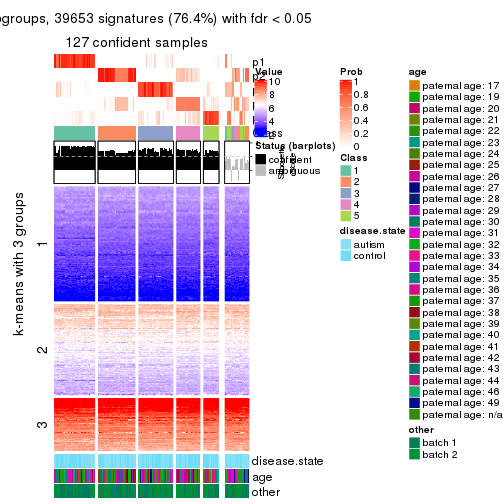 ogroups, 39653 signatures (76.4%) with fdr < 0.05
127 confident samples
p1
p2
Class
k-means with 3 groups
1
2
3
disease.state
age
other
Value
10
8
6
4
2
Status (barplots)
confident
ambiguous
Prob
1
0.8
0.6
0.4
0.2
0
Class
1
2
3
4
5
disease.state
autism
control
age
paternal age: 17
paternal age: 19
paternal age: 20
paternal age: 21
paternal age: 22
paternal age: 23
paternal age: 24
paternal age: 25
paternal age: 26
paternal age: 27
paternal age: 28
paternal age: 29
paternal age: 30
paternal age: 31
paternal age: 32
paternal age: 33
paternal age: 34
paternal age: 35
paternal age: 36
paternal age: 37
paternal age: 38
paternal age: 39
paternal age: 40
paternal age: 41
paternal age: 42
paternal age: 43
paternal age: 44
paternal age: 46
paternal age: 49
paternal age: n/a
other
batch 1
batch 2